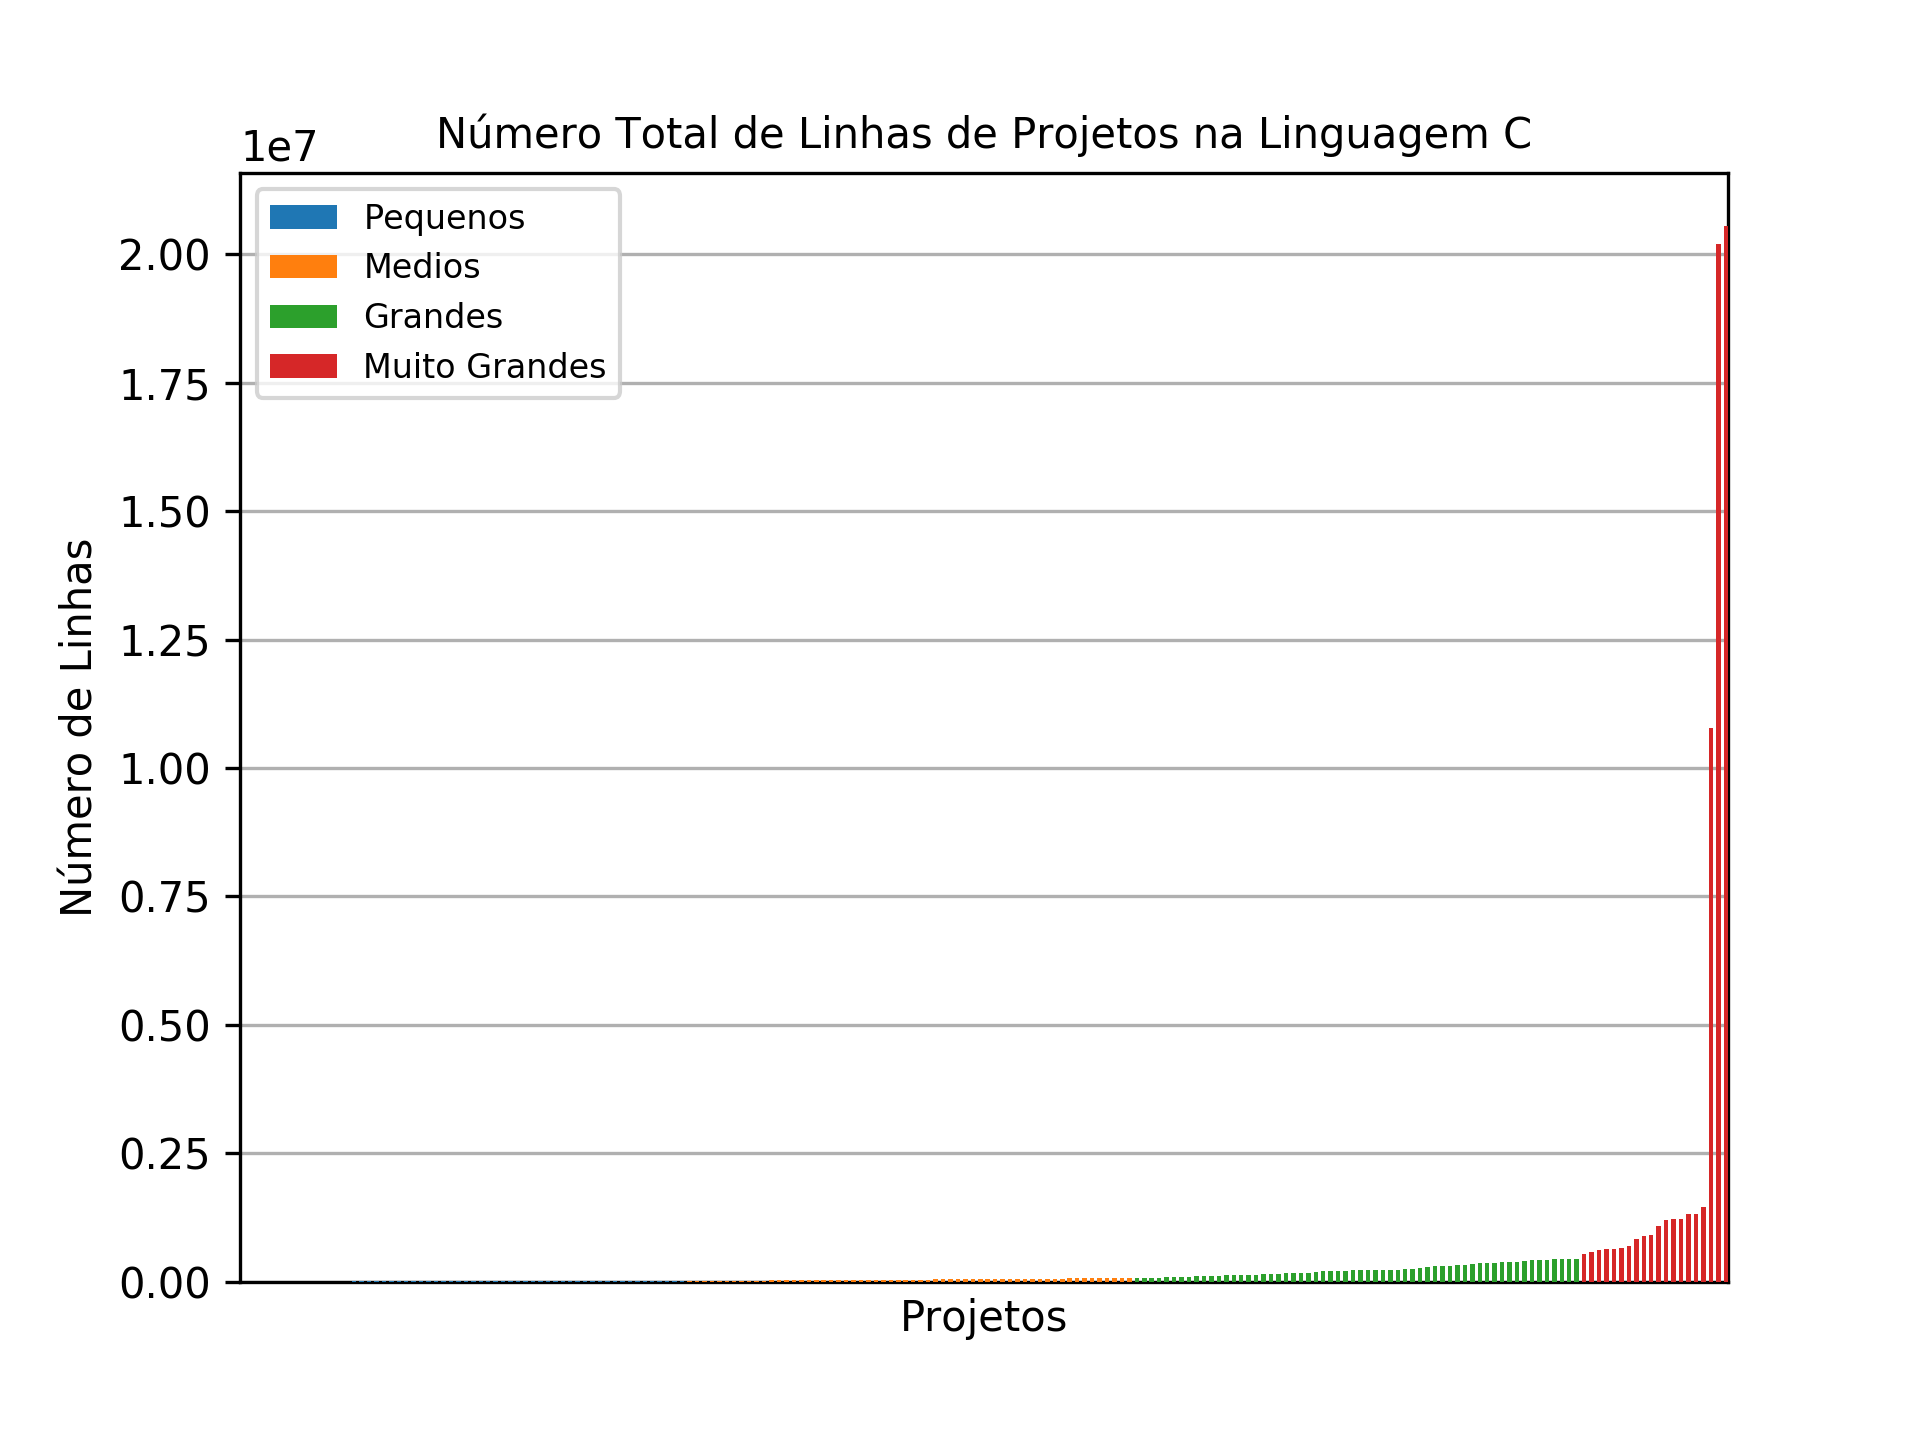 Número Total de Linhas de Projetos na Linguagem C
1e7
Pequenos
Medios
Grandes
Muito Grandes
2.00
1.75
1.50
1.25
1.00
0.75
0.50
0.25
0.00
Número de Linhas
Projetos